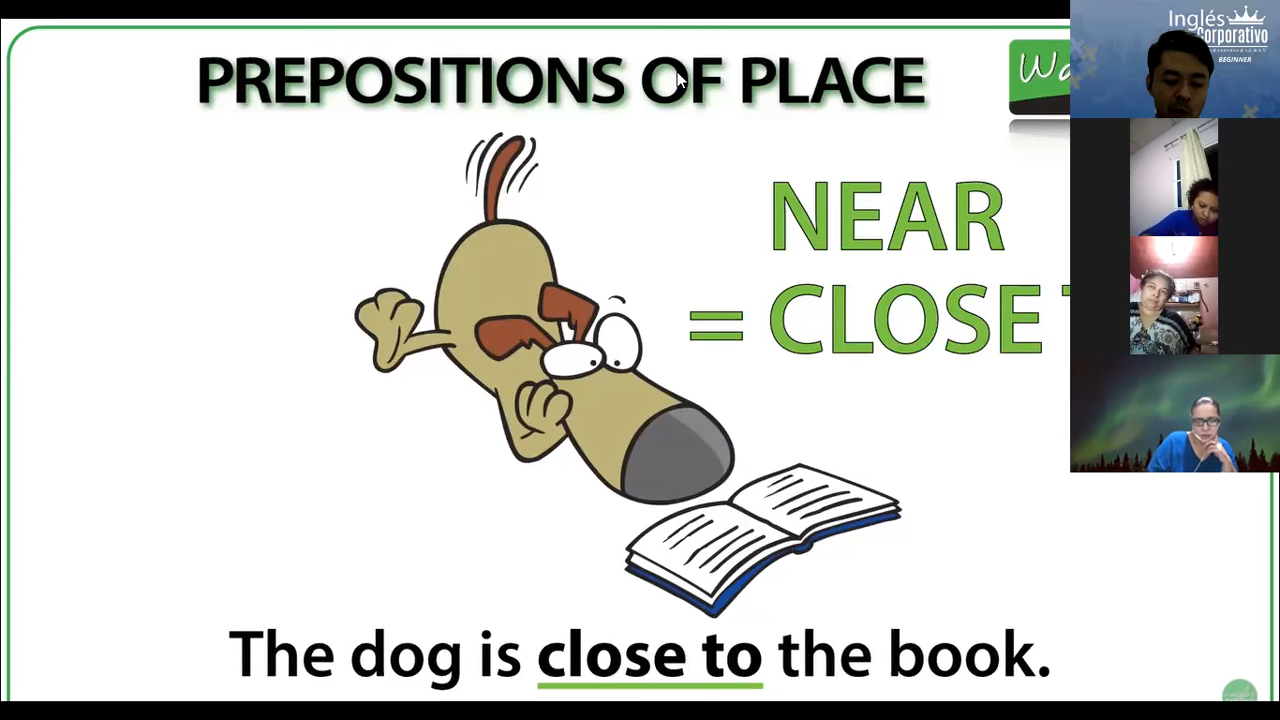 PREPOSITIONS OF PLACE
Inglés
Corporativo
BEGINNER
NEAR
= CLOSE
The dog is close to the book.